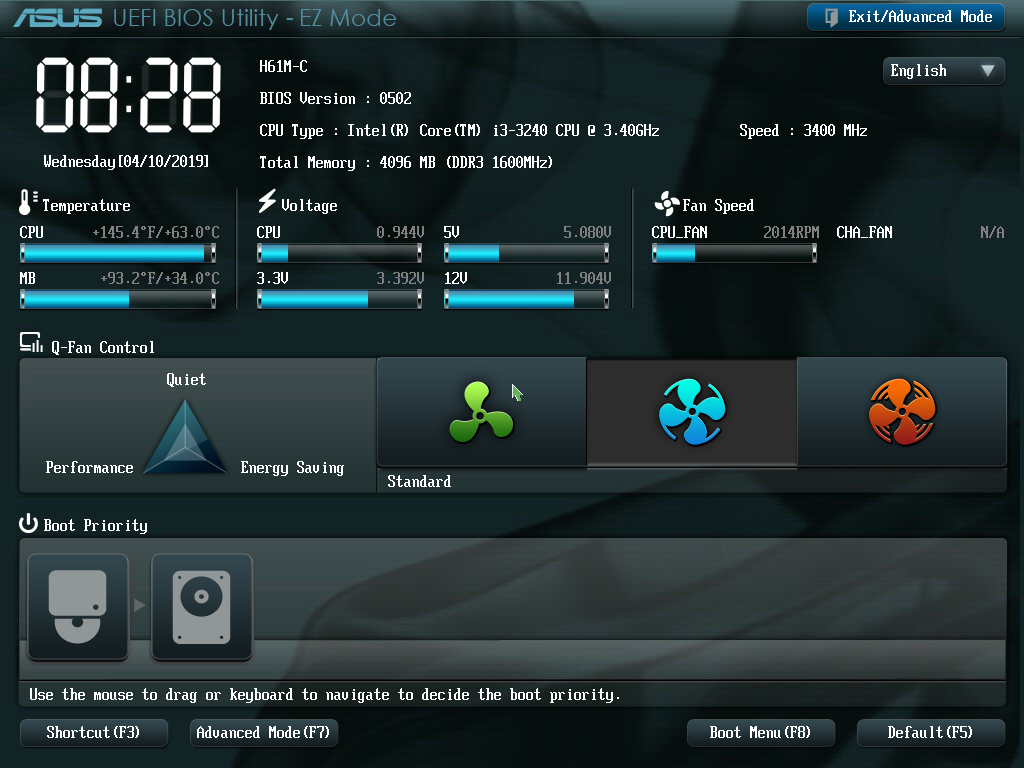 ASUS UEFI BIOS Utility - EZ Mode
Exit/Advanced Mode
08:28
Wednesday[04/10/2019]
H61M-C
BIOS Version : 0502
CPU Type : Intel(R) Core(TM) i3-3240 CPU @ 3.40GHz
Speed : 3400 MHz
Total Memory : 4096 MB (DDR3 1600MHz)
English
Temperature
CPU +145.4°F/+63.0°C
MB +93.2°F/+34.0°C
Voltage
CPU 0.944V
5V 5.080V
3.3V 3.392V
12V 11.904V
Fan Speed
CPU_FAN 2014RPM
CHA_FAN N/A
Q-Fan Control
Quiet
Performance
Energy Saving
Standard
Boot Priority
Use the mouse to drag or keyboard to navigate to decide the boot priority.
Shortcut(F3)
Advanced Mode(F7)
Boot Menu(F8)
Default(F5)